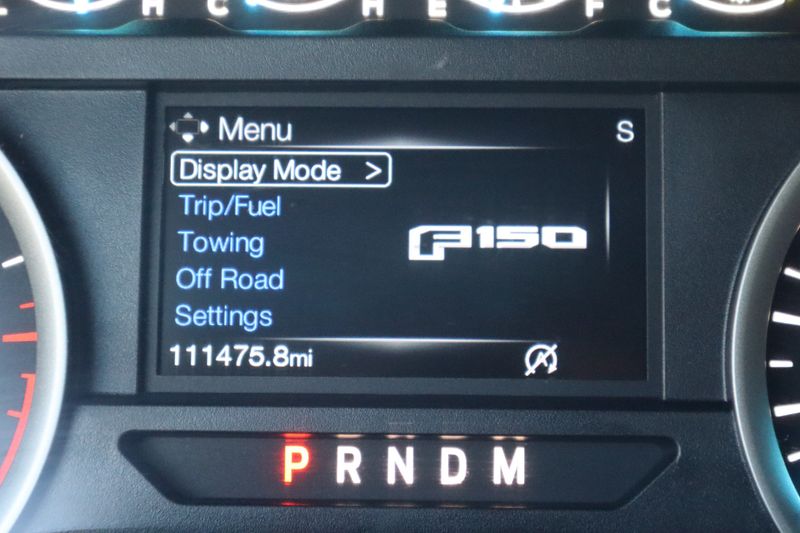 H C H E F C
Menu S
Display Mode >
Trip/Fuel
Towing
F150
Off Road
Settings
111475.8mi
A
P R N D M